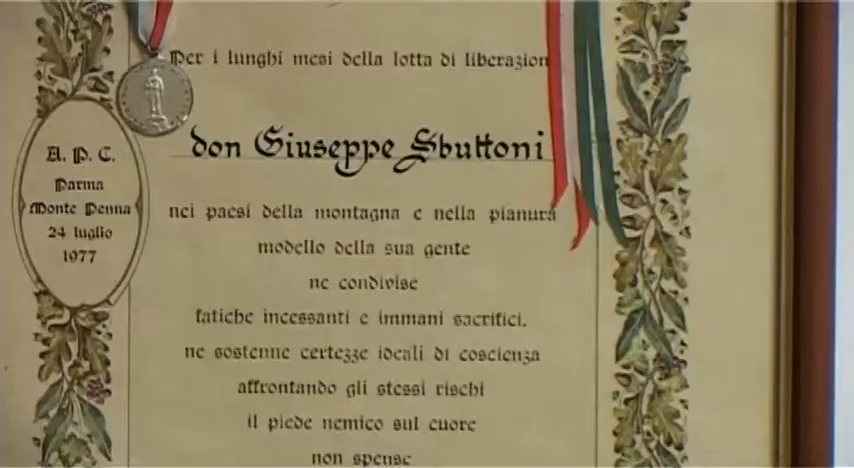 Per i lunghi mesi della lotta di liberazion
don Giuseppe Sbuttoni
A. P. C.
Parma
Monte Penna
24 luglio
1977
nei paesi della montagna e nella pianura
modello della sua gente
ne condivise
fatiche incessanti e immani sacrifici.
ne sostenne certezze ideali di coscienza
affrontando gli stessi rischi
il piede nemico sul cuore
non spense